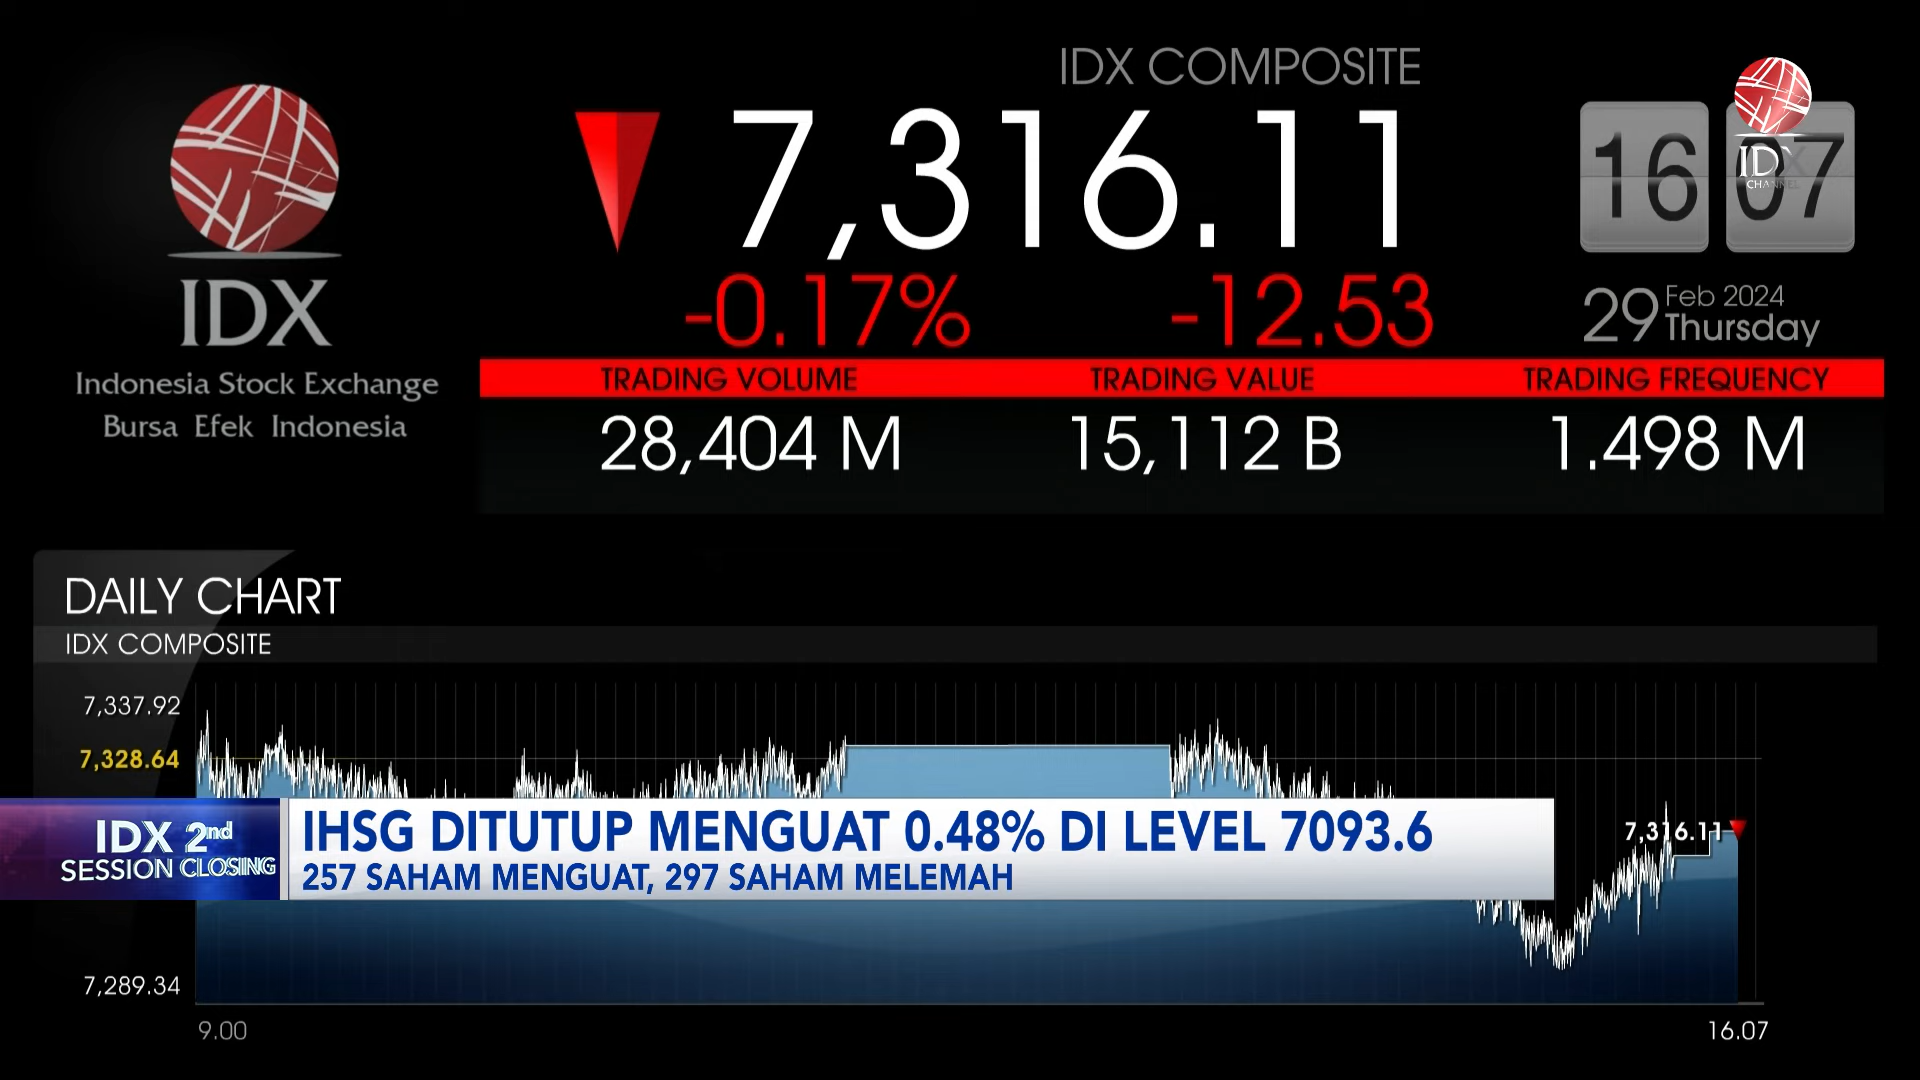 IDX
Indonesia Stock Exchange
Bursa Efek Indonesia
IDX COMPOSITE
7,316.11
-0.17% -12.53
TRADING VOLUME TRADING VALUE TRADING FREQUENCY
28,404 M 15,112 B 1.498 M
16 07
IDX
CHANNEL
29 Feb 2024
Thursday
DAILY CHART
IDX COMPOSITE
7,337.92
7,328.64
7,316.11
IDX 2nd
SESSION CLOSING
IHSG DITUTUP MENGUAT 0.48% DI LEVEL 7093.6
257 SAHAM MENGUAT, 297 SAHAM MELEMAH
7,289.34
9.00 16.07